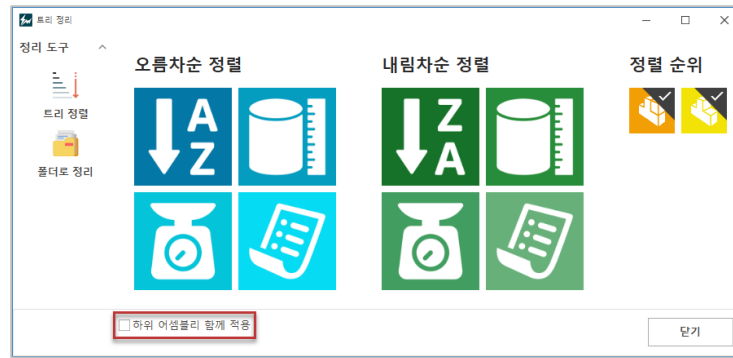 트리 정리
정리 도구
트리 정렬
폴더로 정리
오름차순 정렬
A
Z
내림차순 정렬
Z
A
정렬 순위
하위 어셈블리 함께 적용
닫기